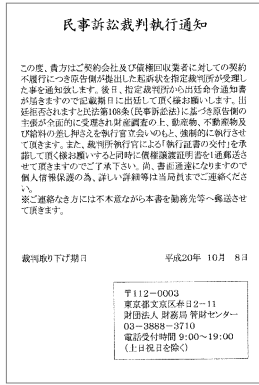 民事訴訟裁判執行通知
この度、貴方はご契約会社及び債権回収業者に対しての契約
不履行につき原告側が提出した起訴状を指定裁判所が受理し
た事を通知致します。後日、指定裁判所から出廷命令通知書
が届きますので記載期日に出廷して頂く様お願いします。出
廷拒否されますと民法第108条(民事訴訟法)に基づき原告側の
主張が全面的に受理され財産調査の上、動産物、不動産物及
び給料の差し押さえを執行官立会いのもと、強制的に執行させ
て頂きます。また、裁判所執行官による「執行証書の交付」を承
諾して頂く様お願いすると同時に債権譲渡証明書を1通郵送さ
せて頂きますのでご了承下さい。尚、書面通達になりますので
個人情報保護の為、詳しい詳細等は当局員までご連絡くださ
い。
※ご連絡なき方には不本意ながら本書を勤務先等へ郵送させ
て頂きます。
裁判取り下げ期日 平成20年 10月 8日
〒112-0003
東京都文京区春日2-11
財団法人 財務局 管財センター
03-3888-3710
電話受付時間 9:00~19:00
(土日祝日を除く)